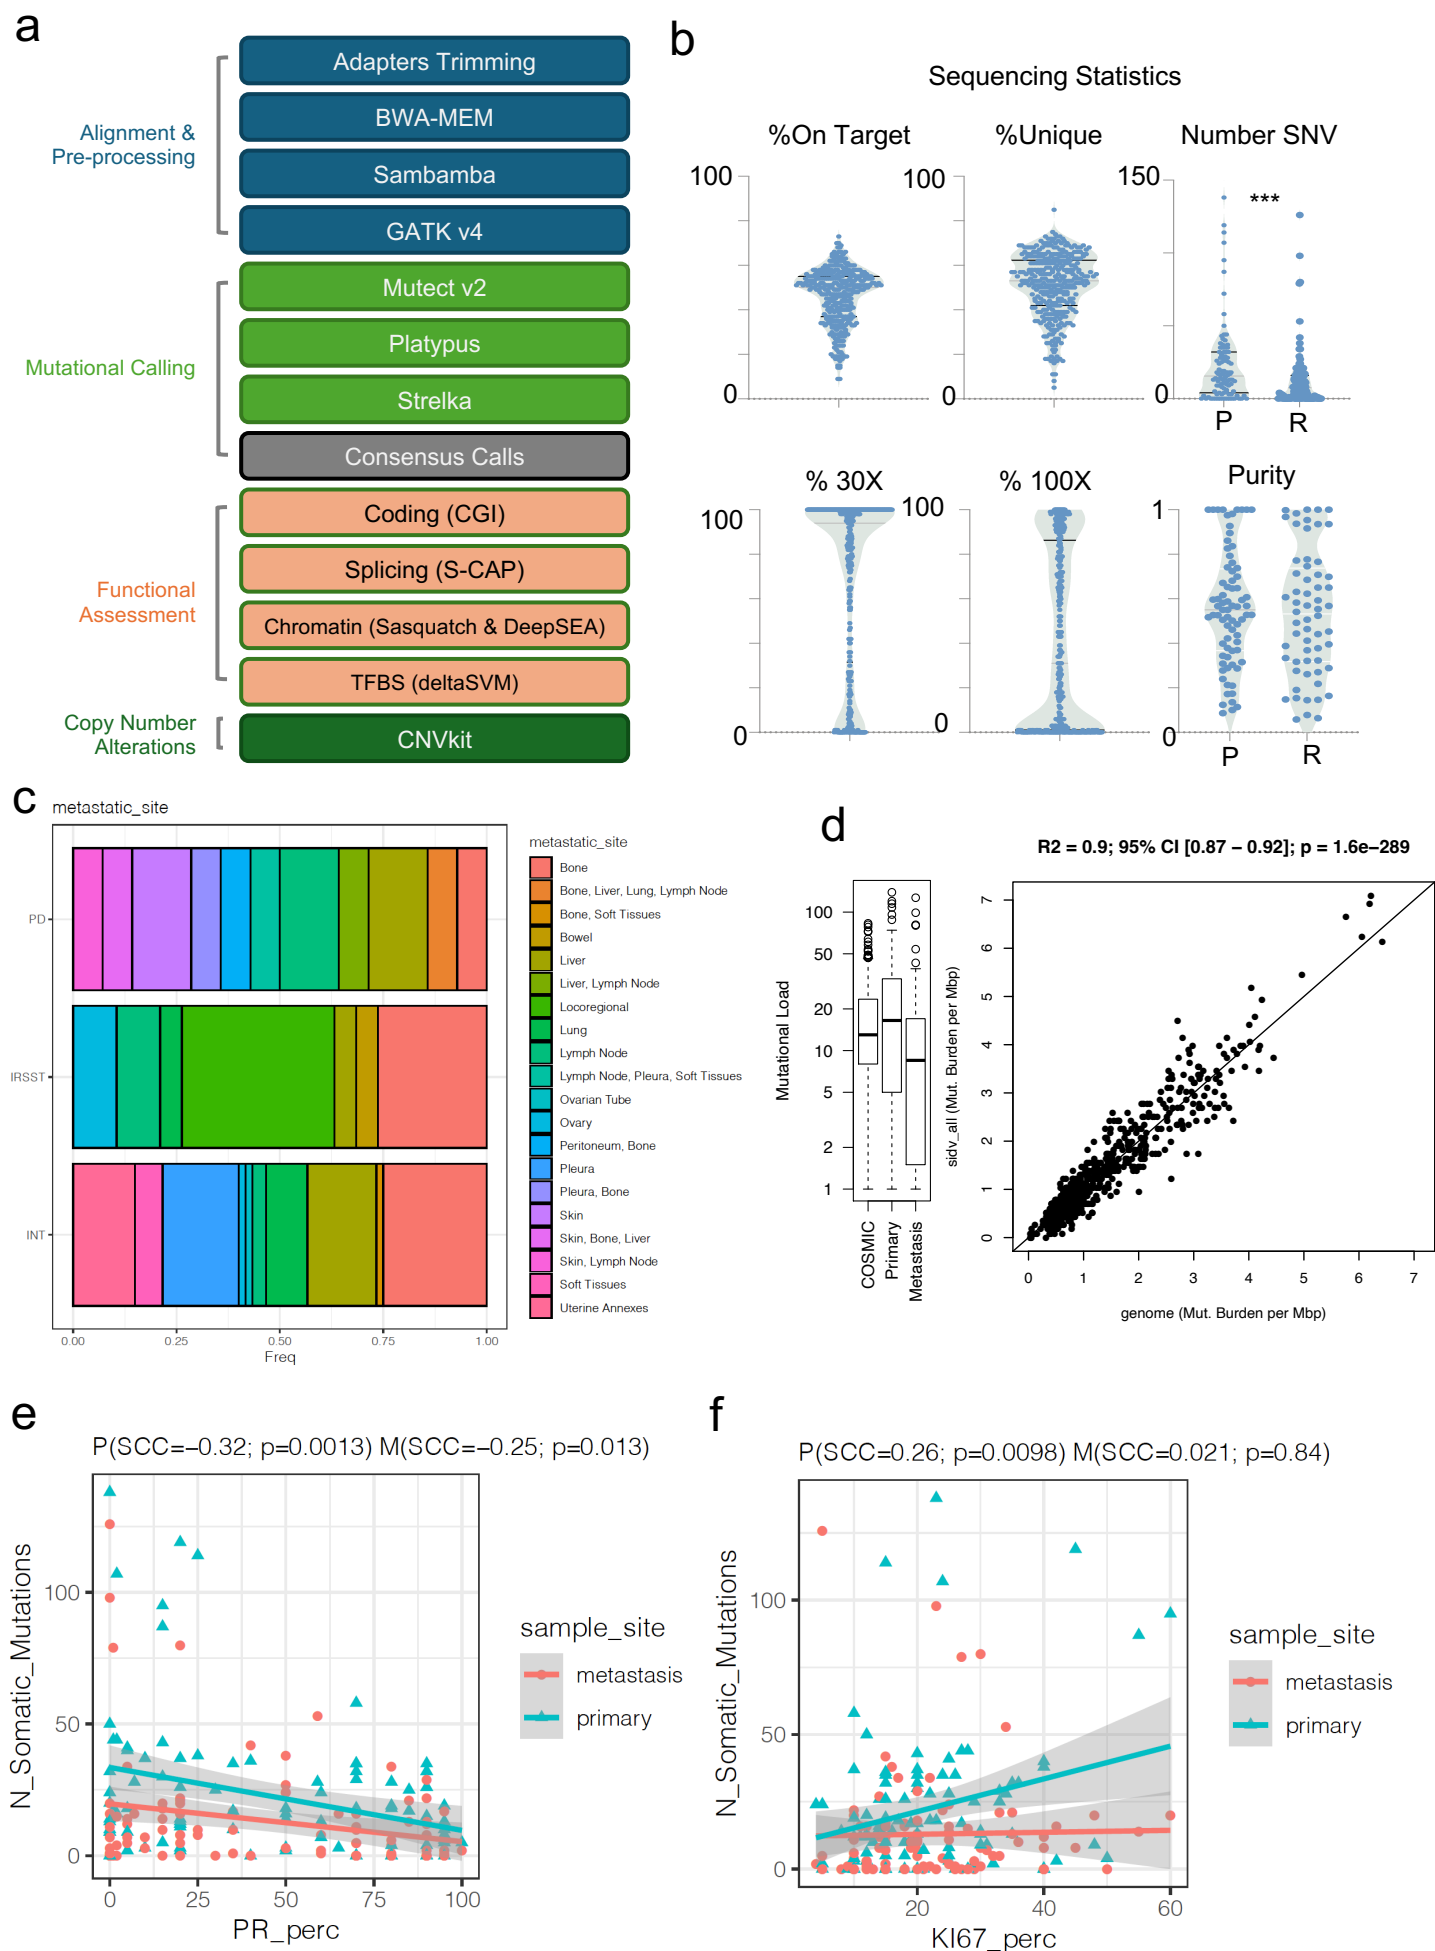 a
Adapters Trimming
BWA-MEM
Sambamba
GATK v4
Alignment &
Pre-processing
Mutect v2
Platypus
Strelka
Consensus Calls
Mutational Calling
Coding (CGI)
Splicing (S-CAP)
Chromatin (Sasquatch & DeepSEA)
TFBS (deltaSVM)
Functional
Assessment
CNVkit
Copy Number
Alterations
b
Sequencing Statistics
%On Target
100
0
%Unique
100
0
Number SNV
150
0
***
P
R
% 30X
100
0
% 100X
100
0
Purity
1
0
P
R
c
metastatic_site
PD
IRSST
INT
0.00
0.25
0.50
0.75
1.00
Freq
metastatic_site
Bone
Bone, Liver, Lung, Lymph Node
Bone, Soft Tissues
Bowel
Liver
Liver, Lymph Node
Locoregional
Lung
Lymph Node
Lymph Node, Pleura, Soft Tissues
Ovarian Tube
Ovary
Peritoneum, Bone
Pleura
Pleura, Bone
Skin
Skin, Bone, Liver
Skin, Lymph Node
Soft Tissues
Uterine Annexes
d
Mutational Load
100
50
20
10
5
2
1
COSMIC
Primary
Metastasis
R2 = 0.9; 95% CI [0.87 – 0.92]; p = 1.6e–289
sidv_all (Mut. Burden per Mbp)
7
6
5
4
3
2
1
0
0
1
2
3
4
5
6
7
genome (Mut. Burden per Mbp)
e
P(SCC=–0.32; p=0.0013) M(SCC=–0.25; p=0.013)
N_Somatic_Mutations
100
50
0
0
25
50
75
100
PR_perc
sample_site
metastasis
primary
f
P(SCC=0.26; p=0.0098) M(SCC=0.021; p=0.84)
N_Somatic_Mutations
100
50
0
20
40
60
KI67_perc
sample_site
metastasis
primary